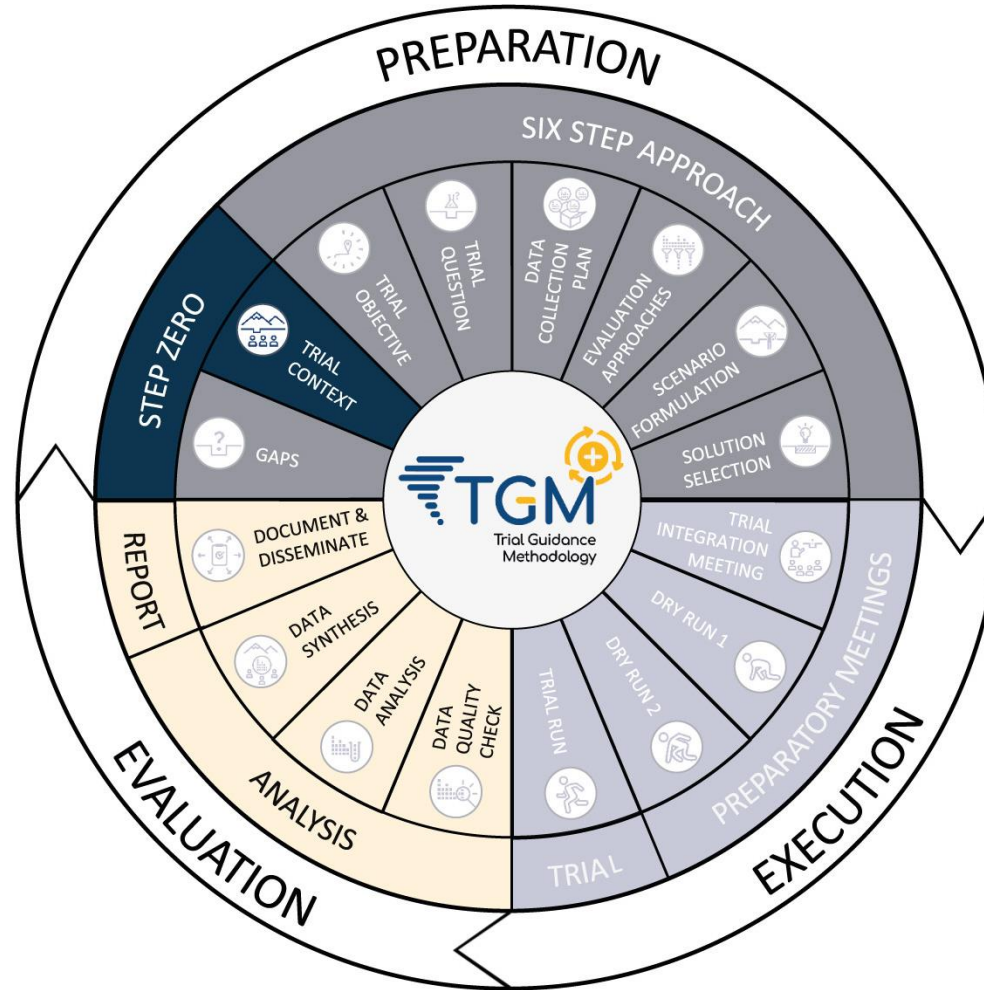 PREPARATION
SIX STEP APPROACH
STEP ZERO
GAPS
TRIAL
CONTEXT
TRIAL
OBJECTIVE
TRIAL
QUESTION
DATA
COLLECTION
PLAN
EVALUATION
APPROACHES
SCENARIO
FORMULATION
SOLUTION
SELECTION
TGM
Trial Guidance
Methodology
EXECUTION
PREPARATORY MEETINGS
TRIAL
INTEGRATION
MEETING
DRY RUN 1
DRY RUN 2
TRIAL
TRIAL RUN
EVALUATION
ANALYSIS
DATA
QUALITY
CHECK
DATA
ANALYSIS
DATA
SYNTHESIS
REPORT
DOCUMENT &
DISSEMINATE